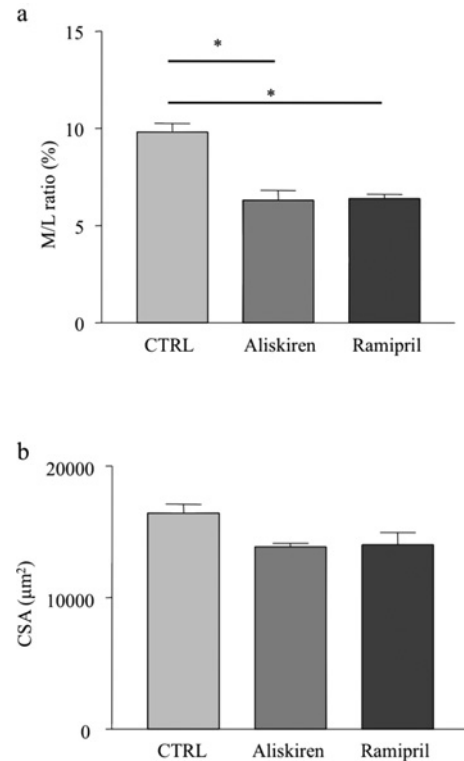 a
15
*
*
10
M/L ratio (%)
5
0
CTRL Aliskiren Ramipril
b
20000
CSA (μm²)
10000
0
CTRL Aliskiren Ramipril